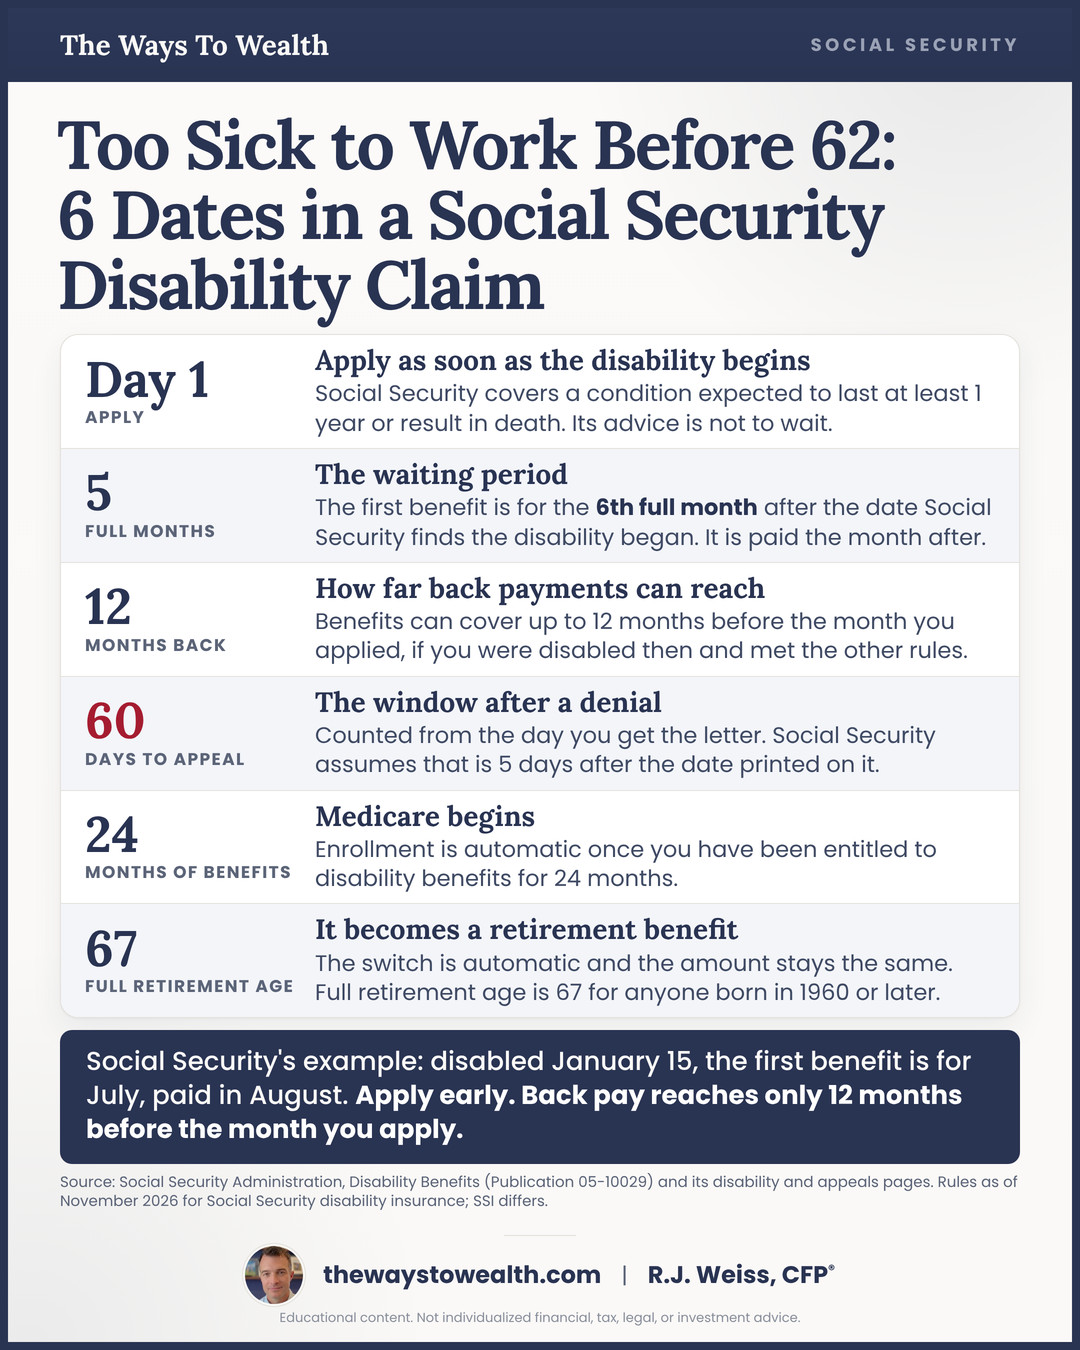 The Ways To Wealth
SOCIAL SECURITY
Too Sick to Work Before 62:
6 Dates in a Social Security
Disability Claim
Day 1
APPLY
Apply as soon as the disability begins
Social Security covers a condition expected to last at least 1
year or result in death. Its advice is not to wait.
5
FULL MONTHS
The waiting period
The first benefit is for the 6th full month after the date Social
Security finds the disability began. It is paid the month after.
12
MONTHS BACK
How far back payments can reach
Benefits can cover up to 12 months before the month you
applied, if you were disabled then and met the other rules.
60
DAYS TO APPEAL
The window after a denial
Counted from the day you get the letter. Social Security
assumes that is 5 days after the date printed on it.
24
MONTHS OF BENEFITS
Medicare begins
Enrollment is automatic once you have been entitled to
disability benefits for 24 months.
67
FULL RETIREMENT AGE
It becomes a retirement benefit
The switch is automatic and the amount stays the same.
Full retirement age is 67 for anyone born in 1960 or later.
Social Security's example: disabled January 15, the first benefit is for
July, paid in August. Apply early. Back pay reaches only 12 months
before the month you apply.
Source: Social Security Administration, Disability Benefits (Publication 05-10029) and its disability and appeals pages. Rules as of
November 2026 for Social Security disability insurance; SSI differs.
thewaystowealth.com | R.J. Weiss, CFP®
Educational content. Not individualized financial, tax, legal, or investment advice.